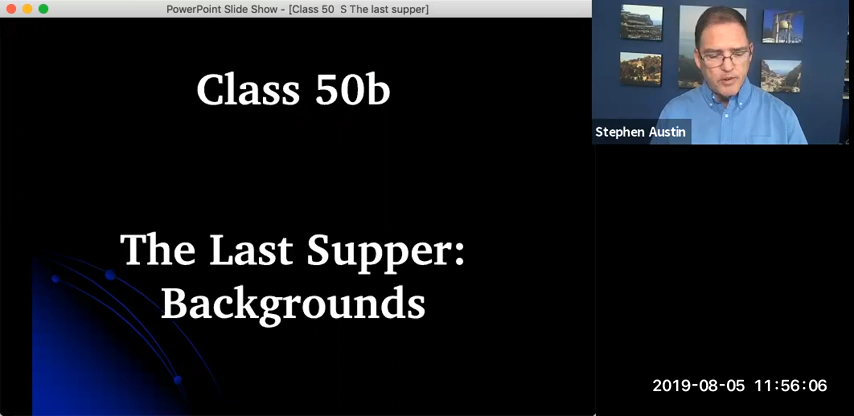 PowerPoint Slide Show - [Class 50 S The last supper]
Class 50b
The Last Supper:
Backgrounds
Stephen Austin
2019-08-05 11:56:06